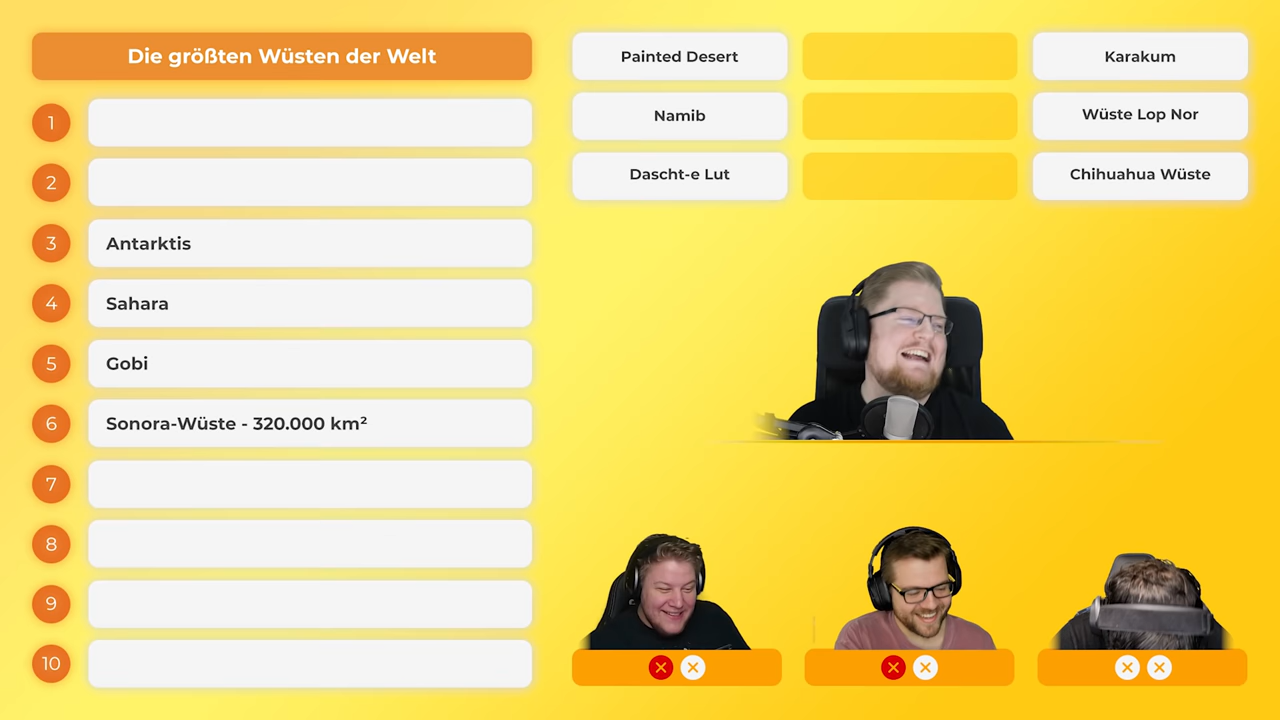 Die größten Wüsten der Welt
1
2
3 Antarktis
4 Sahara
5 Gobi
6 Sonora-Wüste - 320.000 km²
7
8
9
10
Painted Desert
Karakum
Namib
Wüste Lop Nor
Dascht-e Lut
Chihuahua Wüste